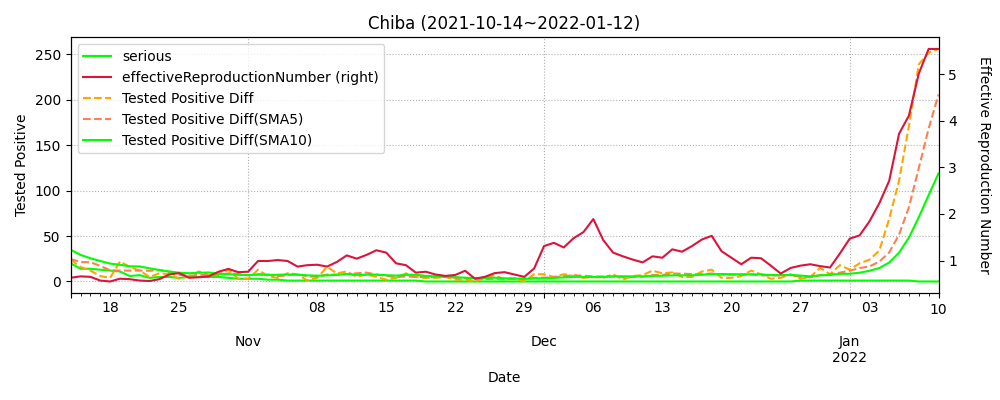 Chiba (2021-10-14~2022-01-12)
serious
effectiveReproductionNumber (right)
Tested Positive Diff
Tested Positive Diff(SMA5)
Tested Positive Diff(SMA10)
Tested Positive
250
200
150
100
50
0
5
4
3
2
1
Effective Reproduction Number
18 25 08 15 22 29 06 13 20 27 03 10
Nov Dec Jan
2022
Date